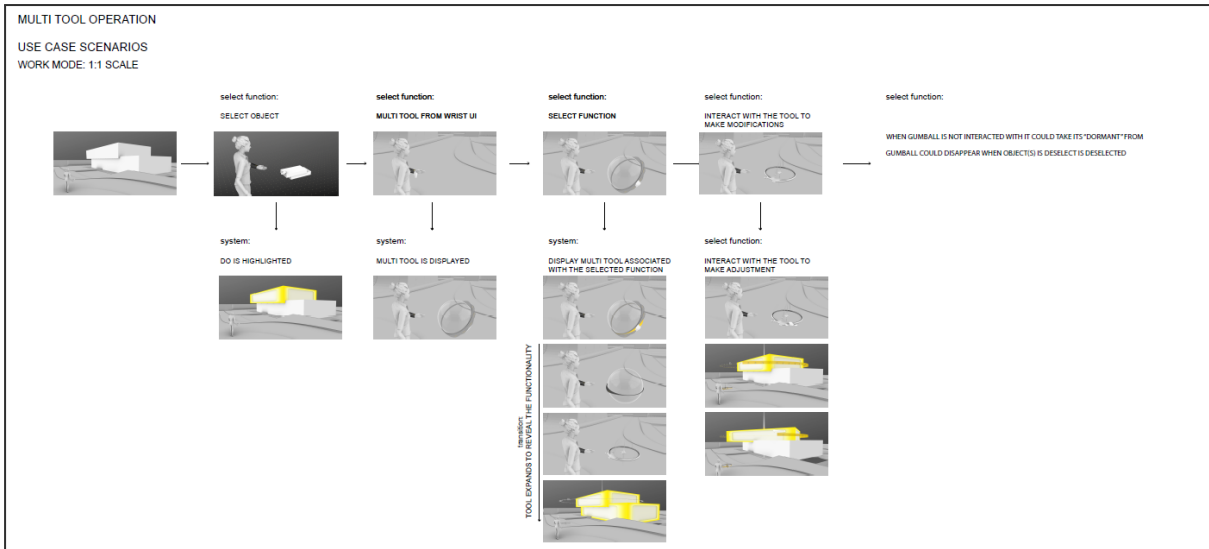 MULTI TOOL OPERATION
USE CASE SCENARIOS
WORK MODE: 1:1 SCALE
select function:
SELECT OBJECT
select function:
MULTI TOOL FROM WRIST UI
select function:
SELECT FUNCTION
select function:
INTERACT WITH THE TOOL TO
MAKE MODIFICATIONS
select function:
WHEN GUMBALL IS NOT INTERACTED WITH IT COULD TAKE ITS “DORMANT” FROM
GUMBALL COULD DISAPPEAR WHEN OBJECT(S) IS DESELECT IS DESELECTED
system:
DO IS HIGHLIGHTED
system:
MULTI TOOL IS DISPLAYED
system:
DISPLAY MULTI TOOL ASSOCIATED
WITH THE SELECTED FUNCTION
select function:
INTERACT WITH THE TOOL TO
MAKE ADJUSTMENT
transition:
TOOL EXPANDS TO REVEAL THE FUNCTIONALITY